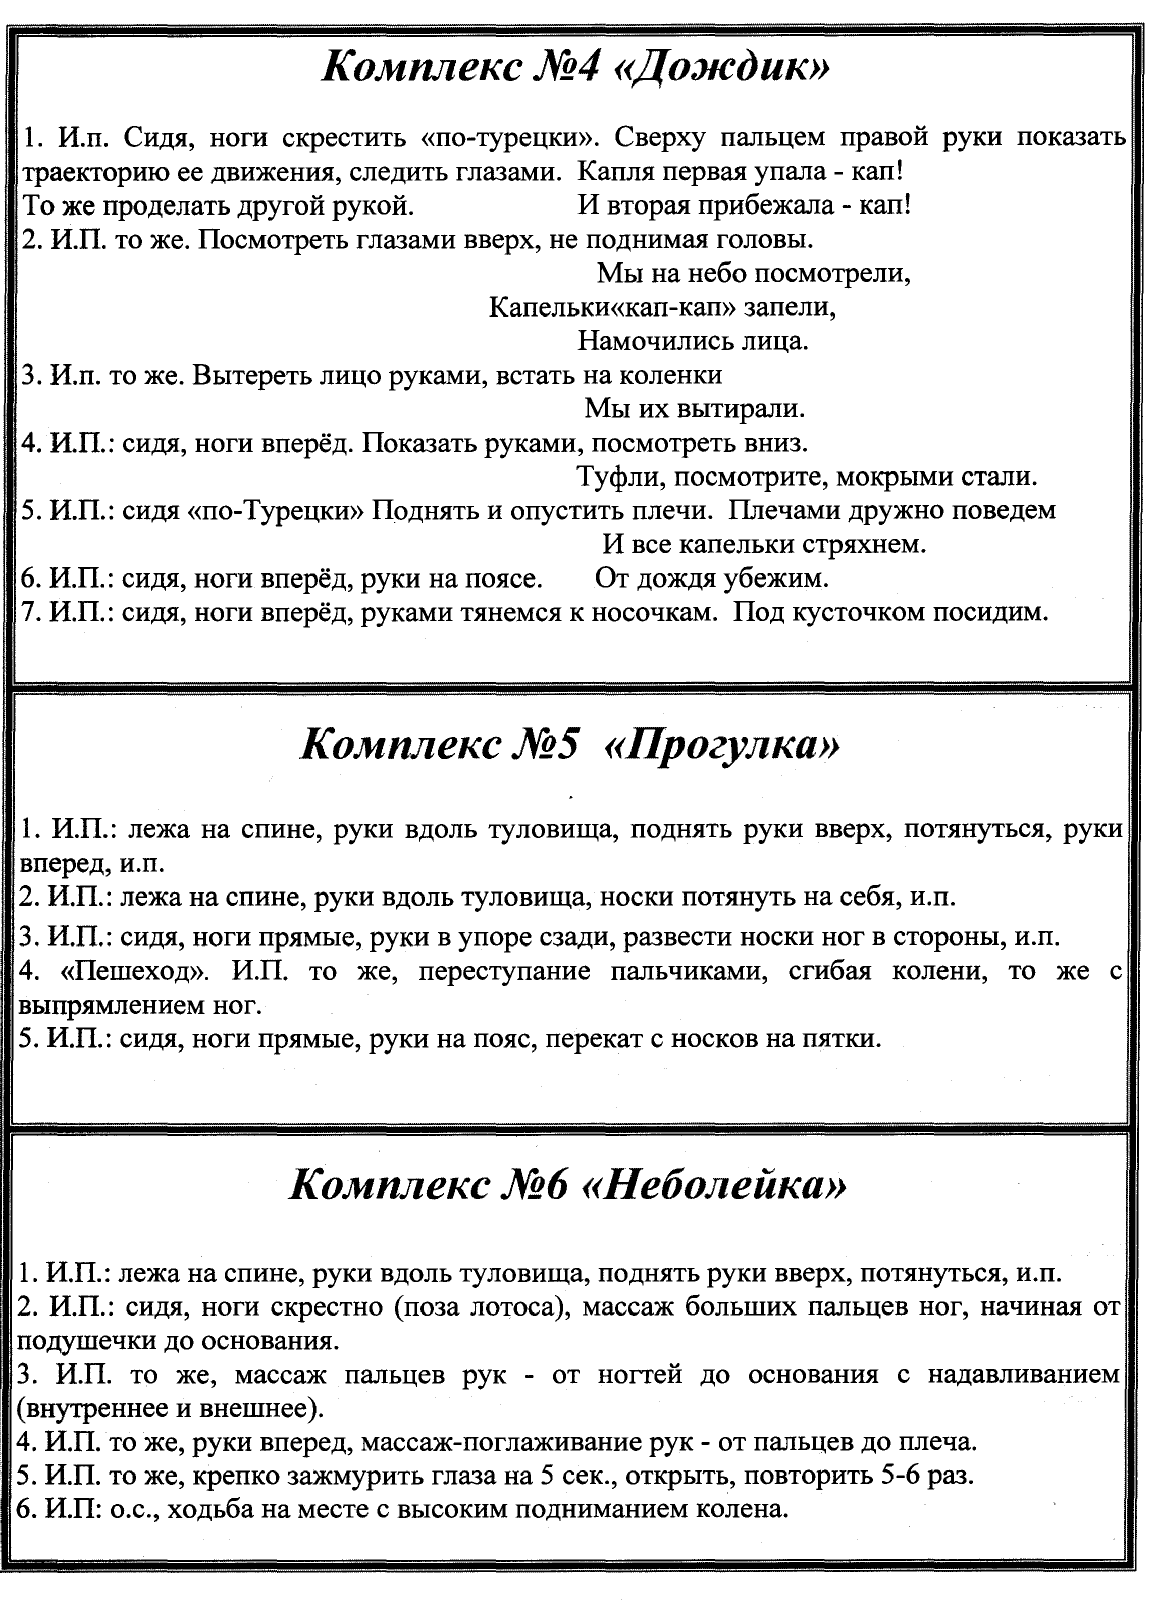 Комплекс №4 «Дождик»
1. И.п. Сидя, ноги скрестить «по-турецки». Сверху пальцем правой руки показать
траекторию ее движения, следить глазами. Капля первая упала - кап!
То же проделать другой рукой. И вторая прибежала - кап!
2. И.П. то же. Посмотреть глазами вверх, не поднимая головы.
Мы на небо посмотрели,
Капельки«кап-кап» запели,
Намочились лица.
3. И.п. то же. Вытереть лицо руками, встать на коленки
Мы их вытирали.
4. И.П.: сидя, ноги вперёд. Показать руками, посмотреть вниз.
Туфли, посмотрите, мокрыми стали.
5. И.П.: сидя «по-Турецки» Поднять и опустить плечи. Плечами дружно поведем
И все капельки стряхнем.
6. И.П.: сидя, ноги вперёд, руки на поясе. От дождя убежим.
7. И.П.: сидя, ноги вперёд, руками тянемся к носочкам. Под кусточком посидим.
Комплекс №5 «Прогулка»
1. И.П.: лежа на спине, руки вдоль туловища, поднять руки вверх, потянуться, руки
вперед, и.п.
2. И.П.: лежа на спине, руки вдоль туловища, носки потянуть на себя, и.п.
3. И.П.: сидя, ноги прямые, руки в упоре сзади, развести носки ног в стороны, и.п.
4. «Пешеход». И.П. то же, переступание пальчиками, сгибая колени, то же с
выпрямлением ног.
5. И.П.: сидя, ноги прямые, руки на пояс, перекат с носков на пятки.
Комплекс №6 «Неболейка»
1. И.П.: лежа на спине, руки вдоль туловища, поднять руки вверх, потянуться, и.п.
2. И.П.: сидя, ноги скрестно (поза лотоса), массаж больших пальцев ног, начиная от
подушечки до основания.
3. И.П. то же, массаж пальцев рук - от ногтей до основания с надавливанием
(внутреннее и внешнее).
4. И.П. то же, руки вперед, массаж-поглаживание рук - от пальцев до плеча.
5. И.П. то же, крепко зажмурить глаза на 5 сек., открыть, повторить 5-6 раз.
6. И.П: о.с., ходьба на месте с высоким подниманием колена.